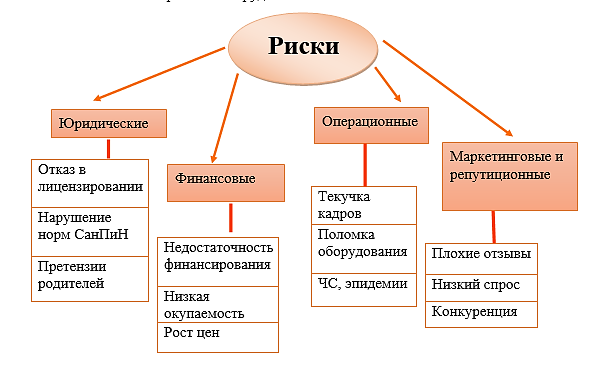 Риски
Юридические
Отказ в
лицензировании
Нарушение
норм СанПиН
Претензии
родителей
Финансовые
Недостаточность
финансирования
Низкая
окупаемость
Рост цен
Операционные
Текучка
кадров
Поломка
оборудования
ЧС, эпидемии
Маркетинговые и
репутиционные
Плохие отзывы
Низкий спрос
Конкуренция